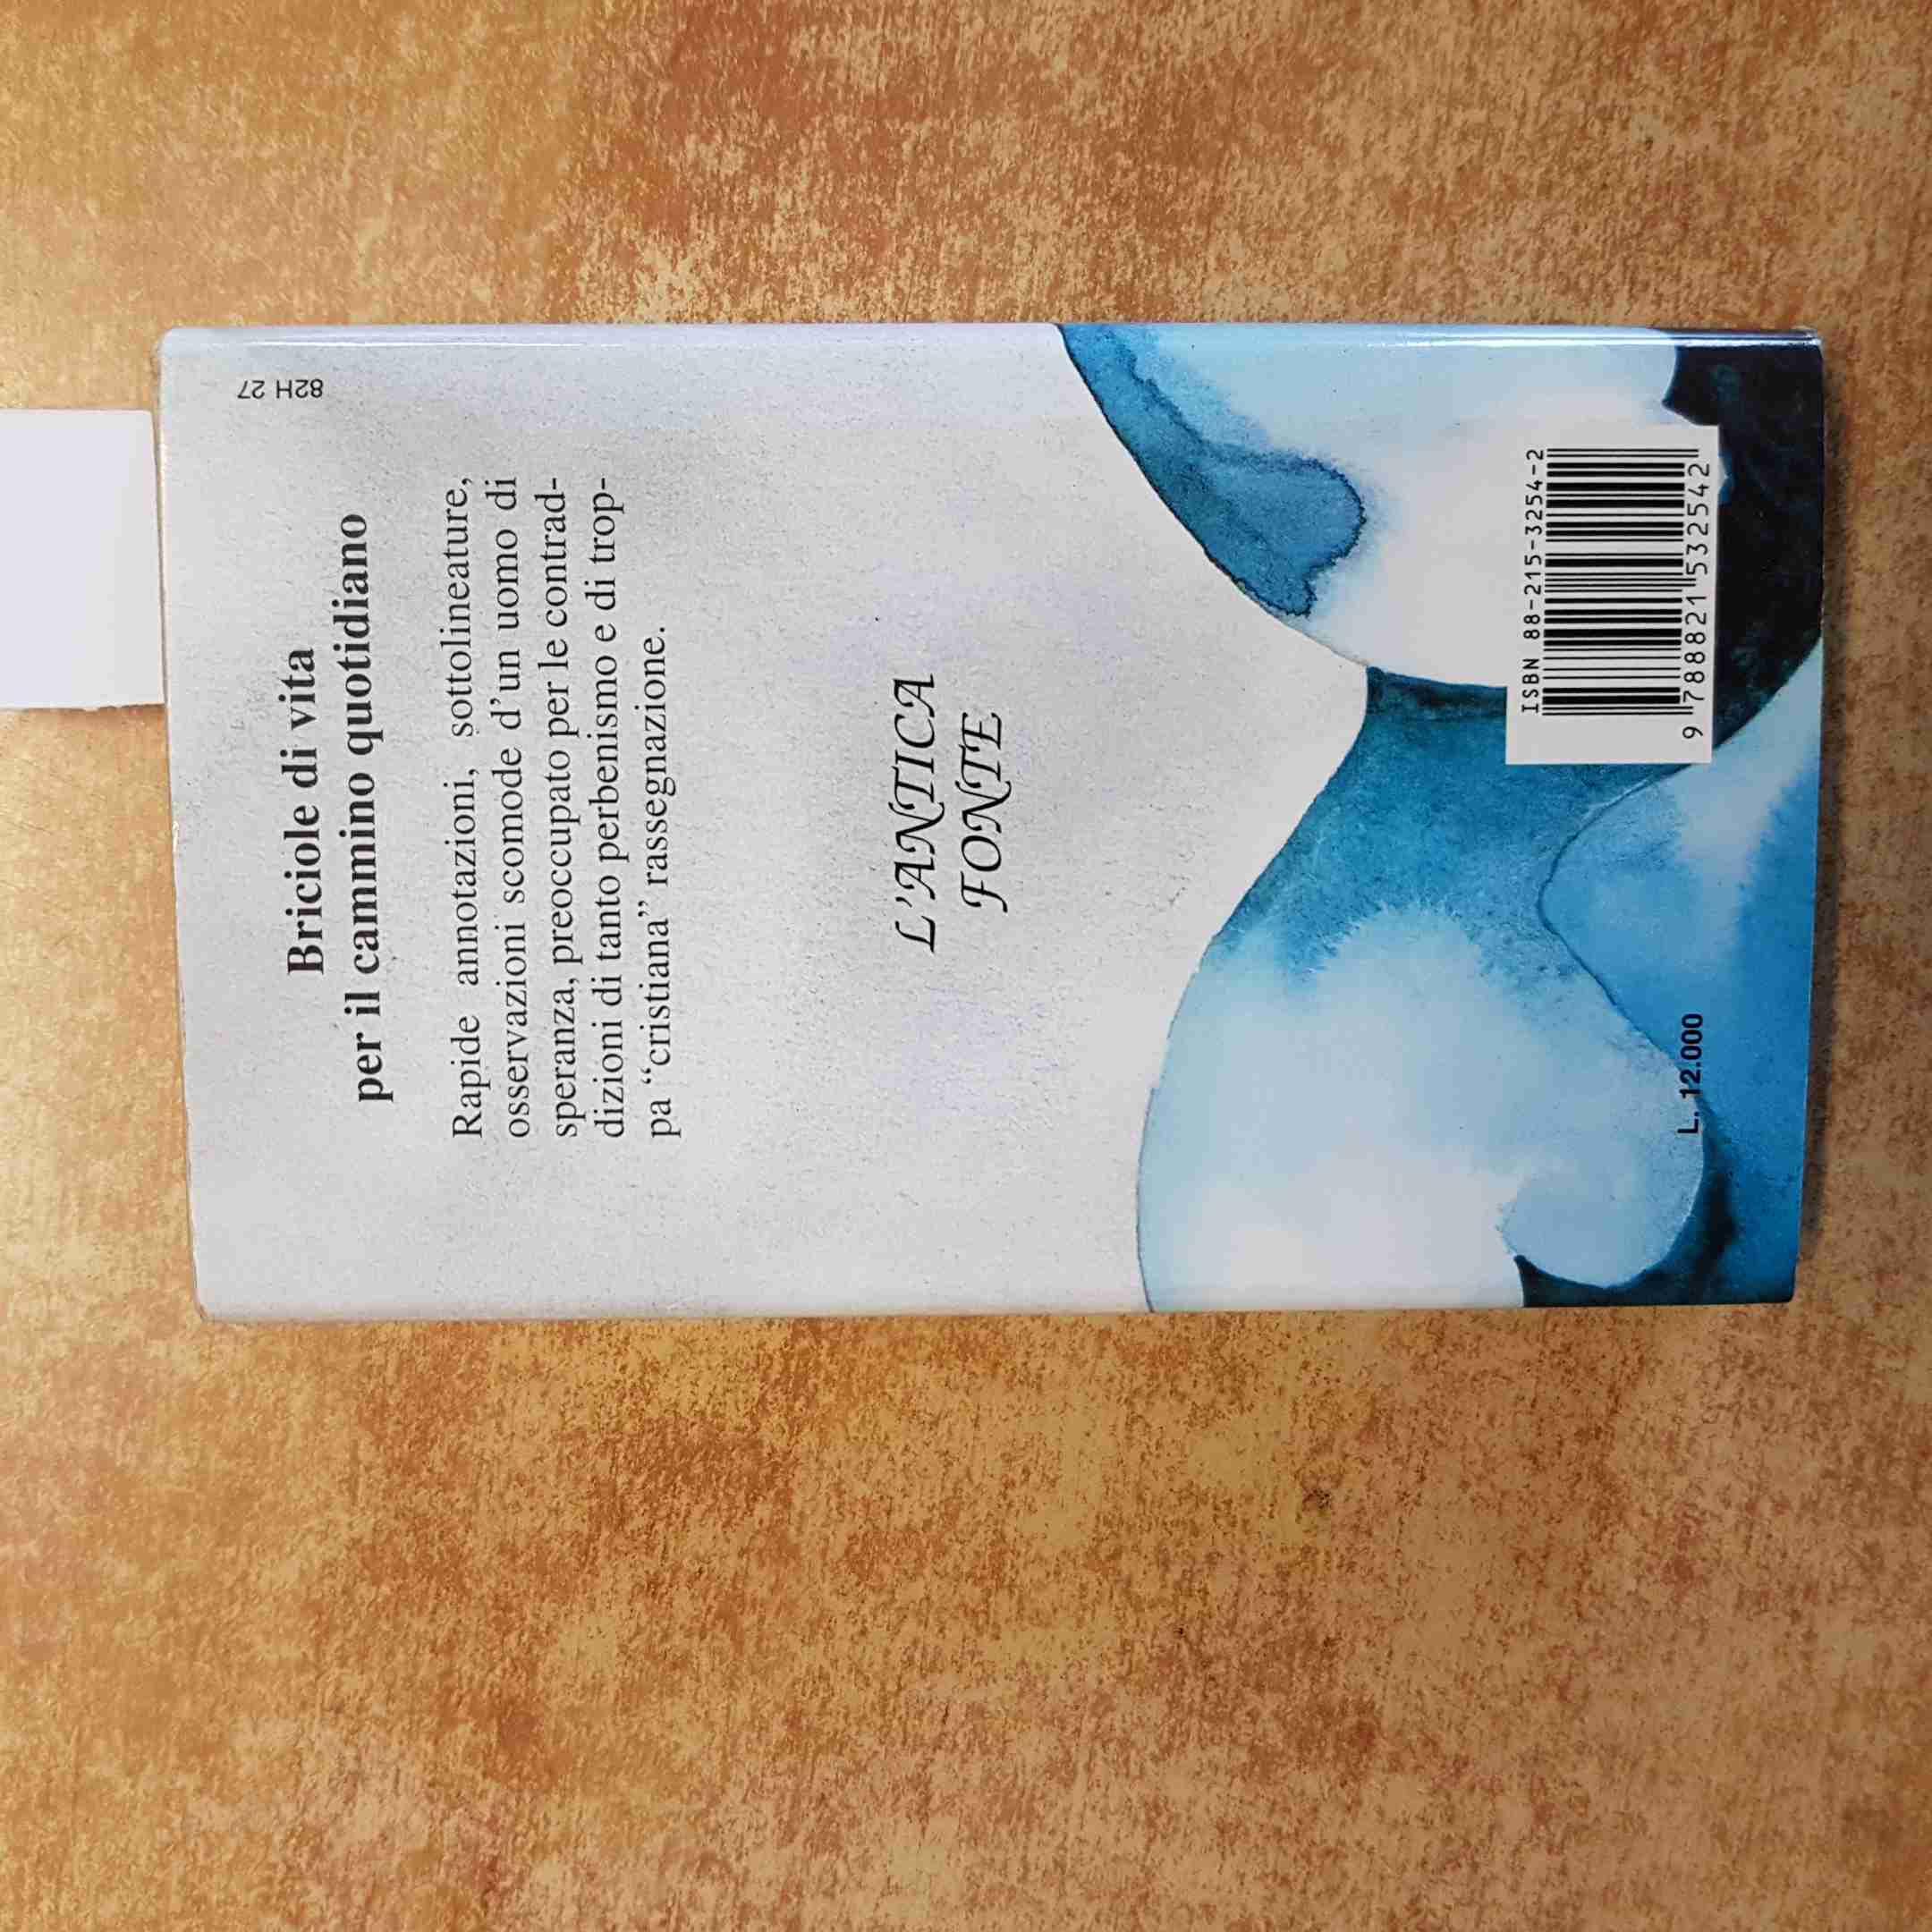 82H 27
Briciole di vita
per il cammino quotidiano
Rapide annotazioni, sottolineature,
osservazioni scomode d'un uomo di
speranza, preoccupato per le contrad-
dizioni di tanto perbenismo e di trop-
pa “cristiana” rassegnazione.
L'ANTICA
FONTE
ISBN 88-215-3254-2
9 788821 532542
L. 12.000